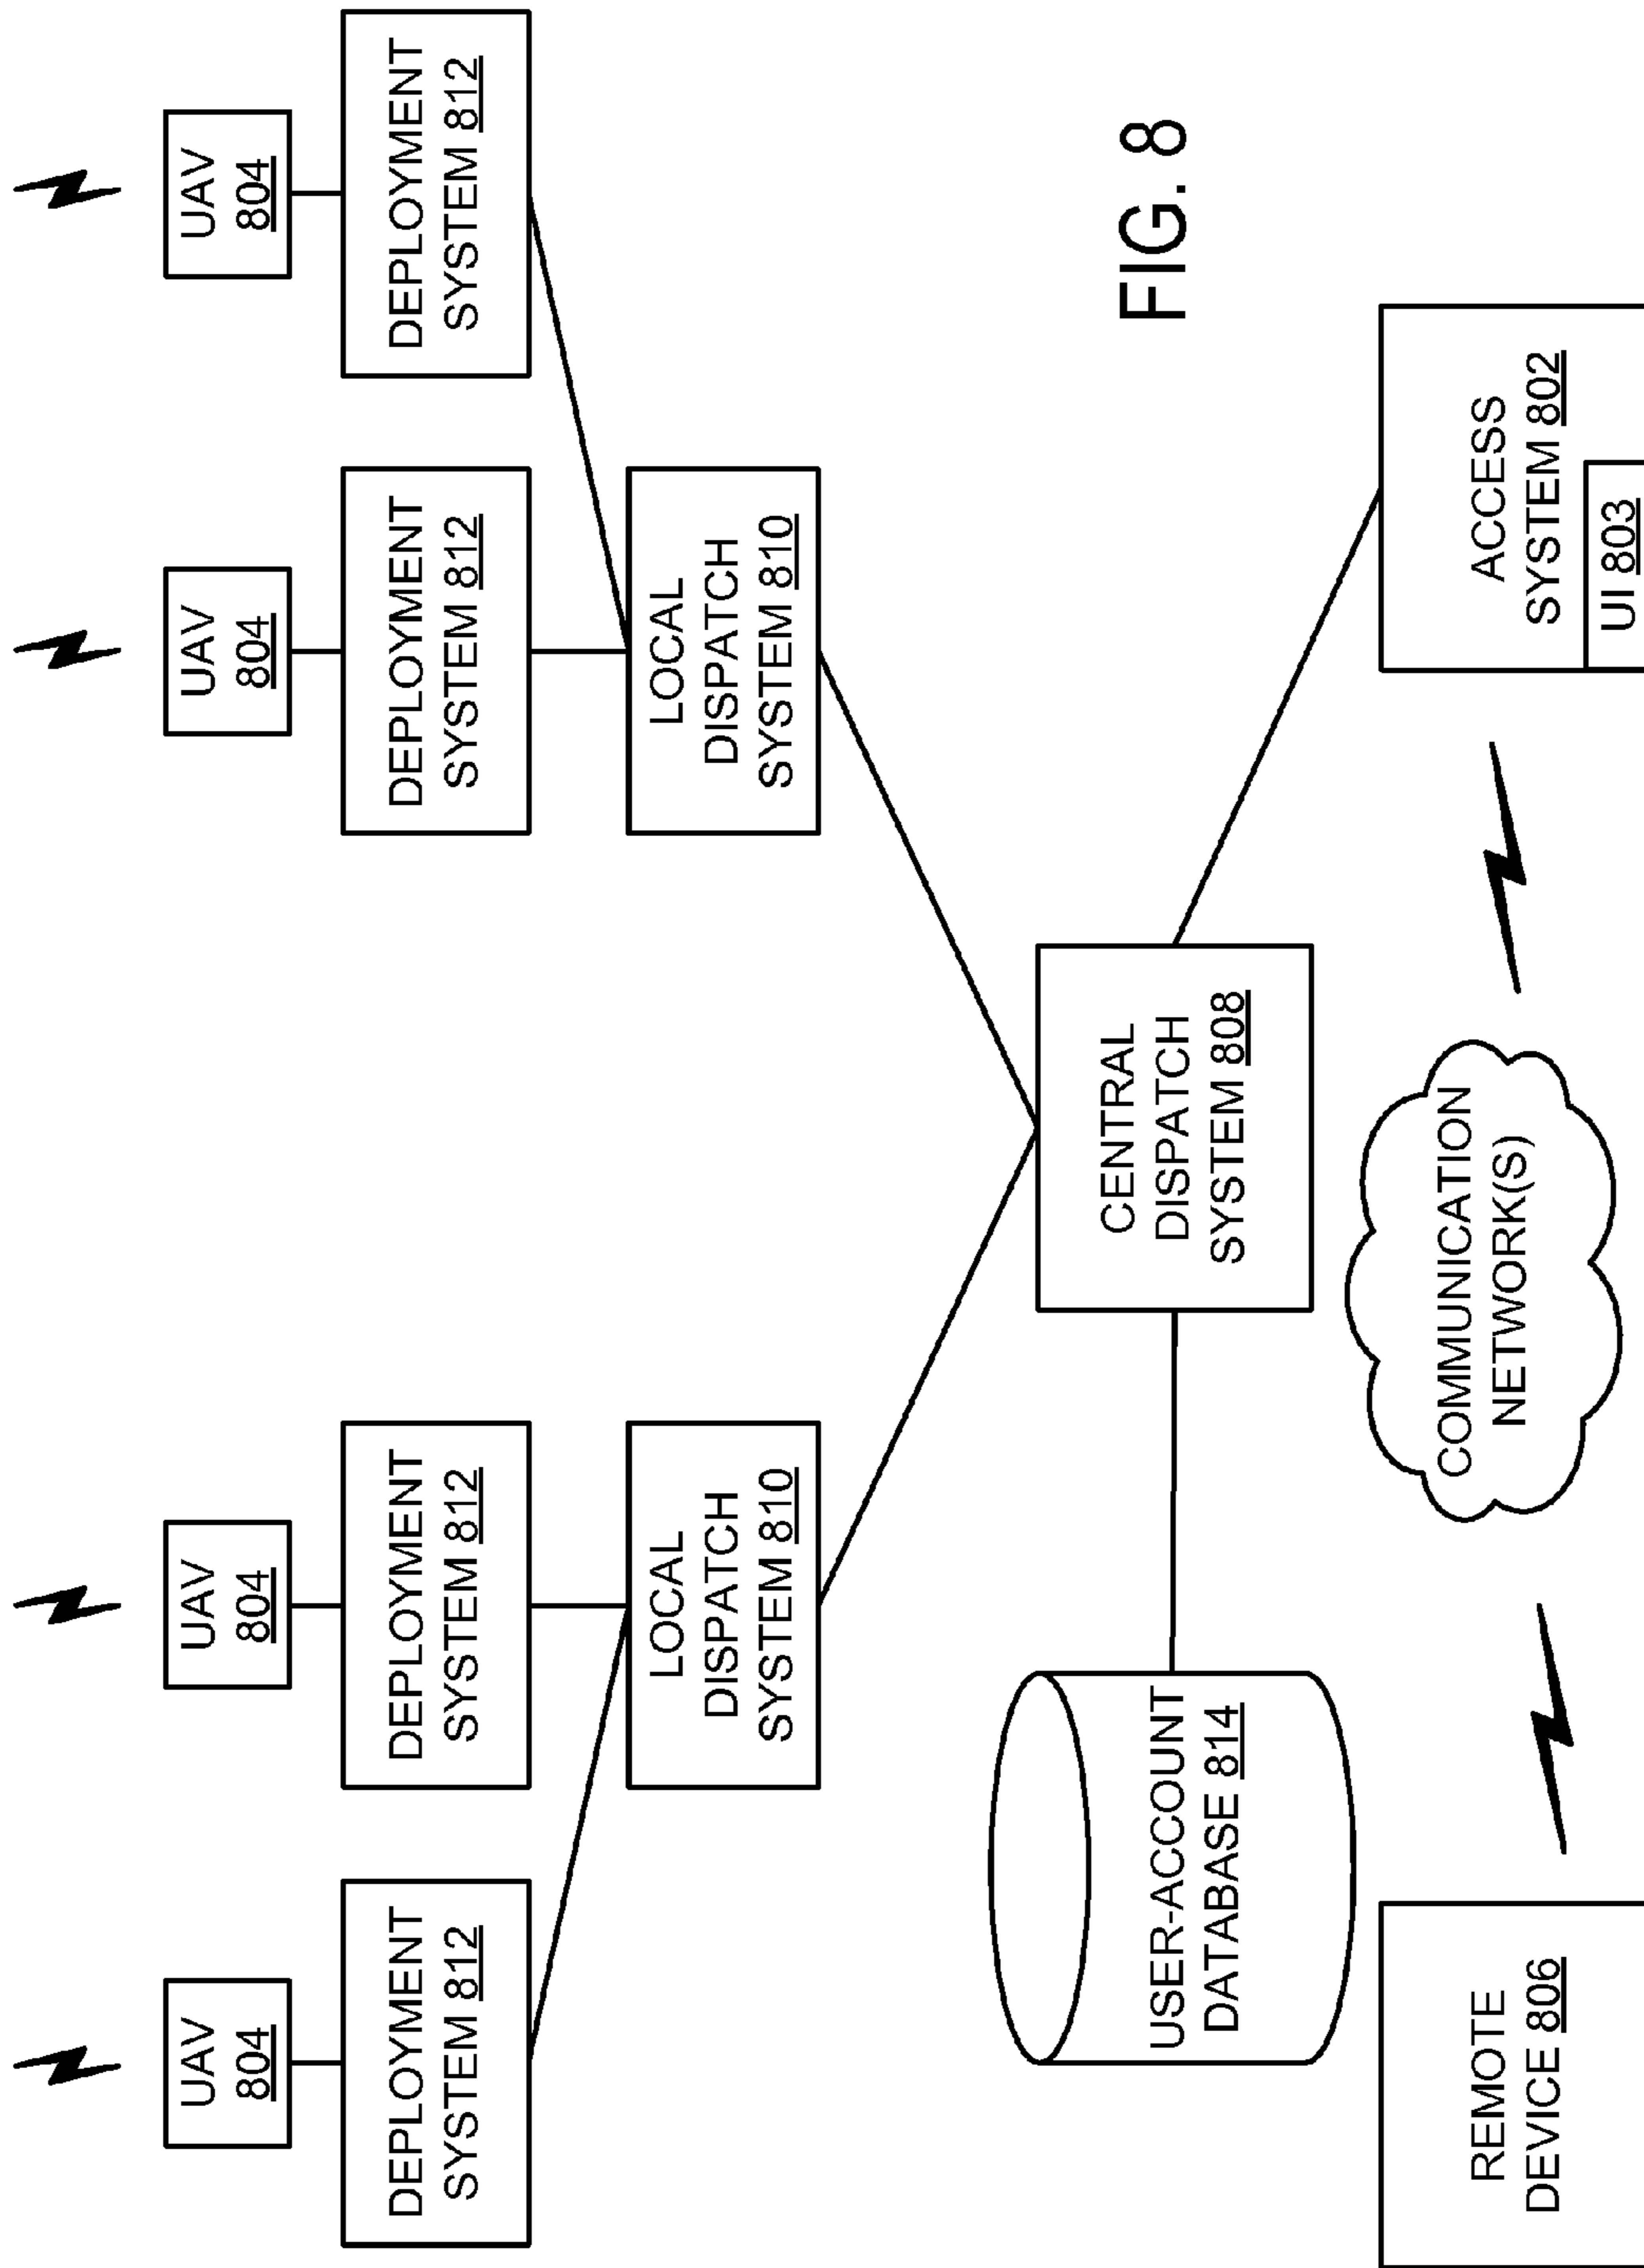 UAV
804
UAV
804
UAV
804
UAV
804
DEPLOYMENT
SYSTEM 812
DEPLOYMENT
SYSTEM 812
DEPLOYMENT
SYSTEM 812
DEPLOYMENT
SYSTEM 812
LOCAL
DISPATCH
SYSTEM 810
LOCAL
DISPATCH
SYSTEM 810
USER-ACCOUNT
DATABASE 814
CENTRAL
DISPATCH
SYSTEM 808
FIG. 8
REMOTE
DEVICE 806
COMMUNICATION
NETWORK(S)
ACCESS
SYSTEM 802
UI 803